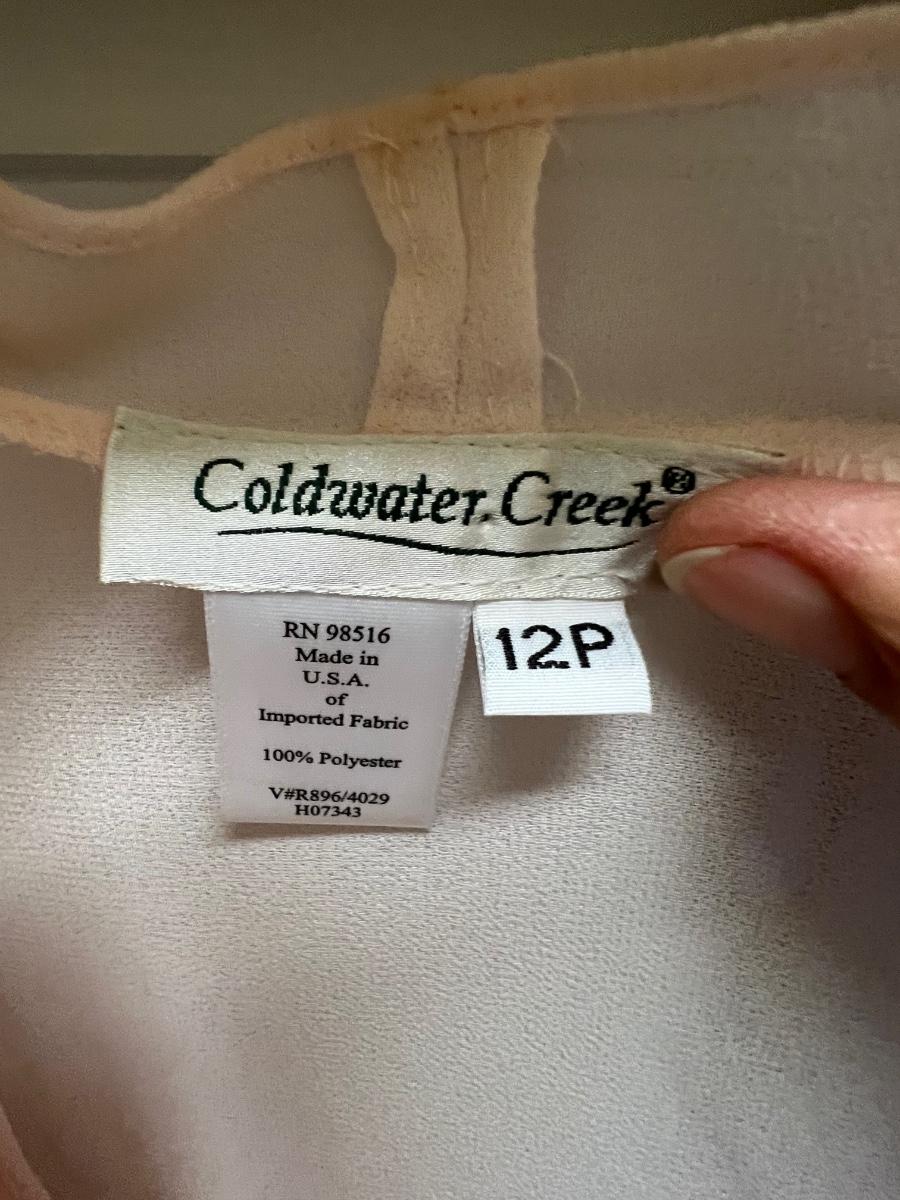 Coldwater Creek®
RN 98516
Made in
U.S.A.
of
Imported Fabric
100% Polyester
V#R896/4029
H07343
12P